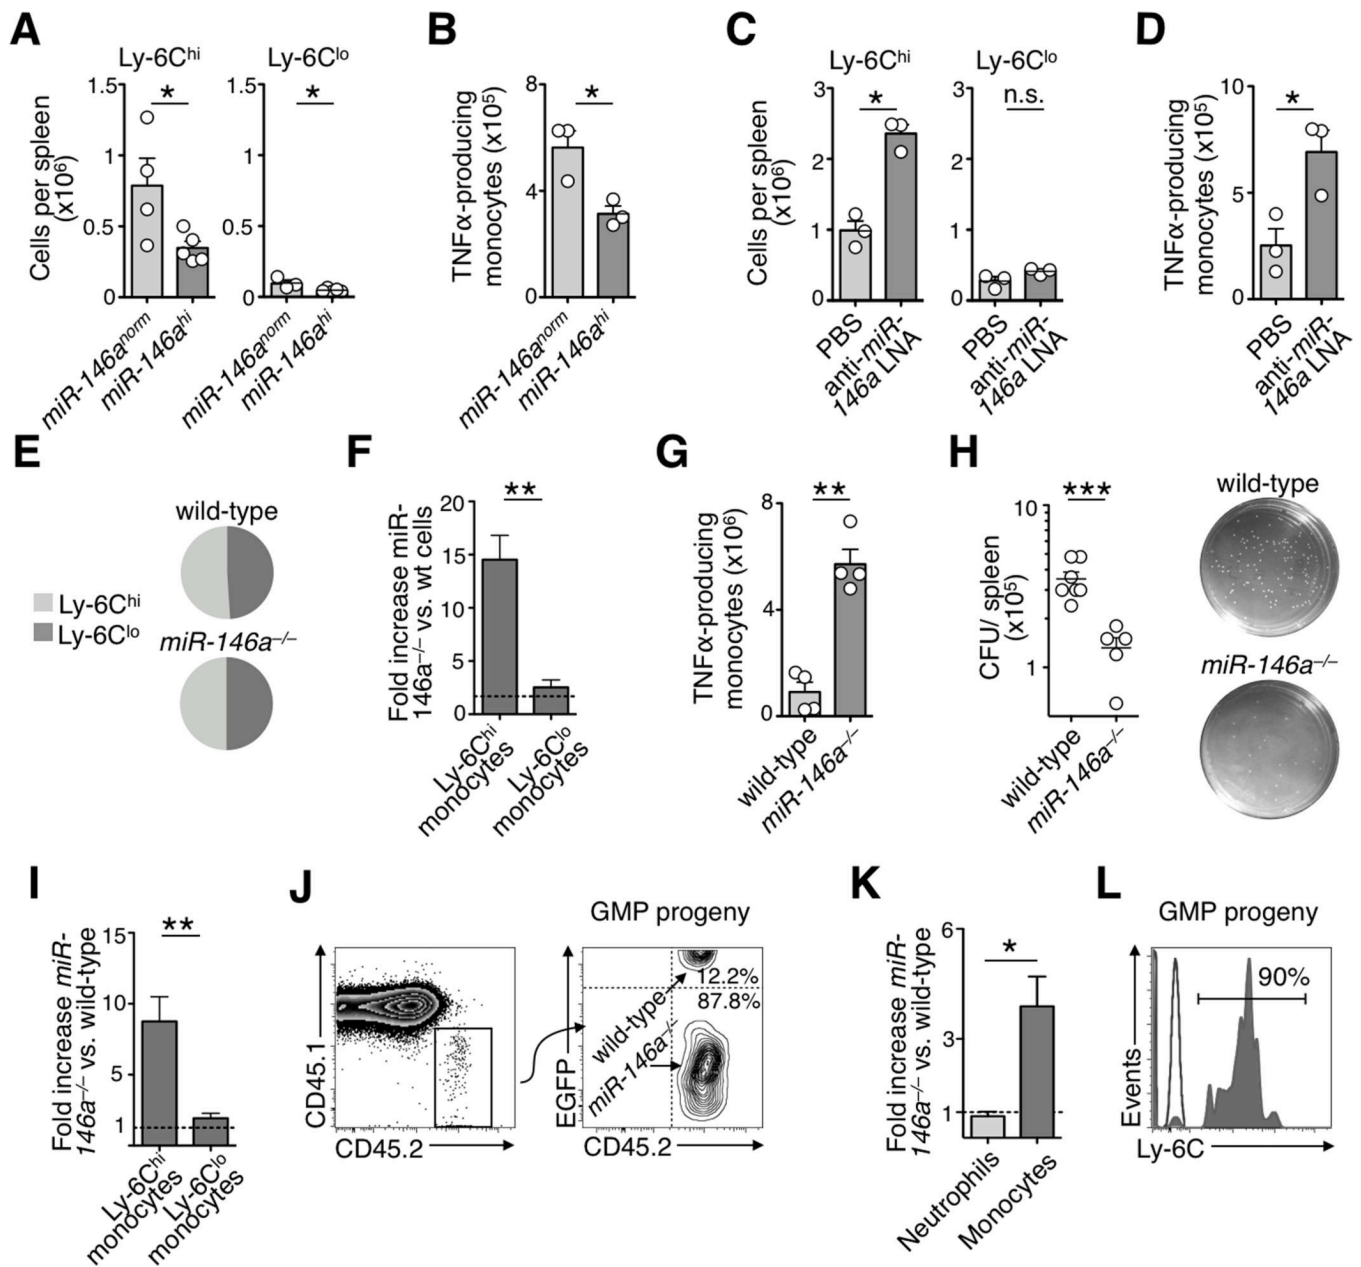 A
Ly-6Chi
Ly-6Clo
Cells per spleen
(x10⁶)
1.5
1
0.5
0
*
miR-146anorm
miR-146ahi
1.5
1
0.5
0
*
miR-146anorm
miR-146ahi
B
TNFα-producing
monocytes (x10⁵)
8
4
0
*
miR-146anorm
miR-146ahi
C
Ly-6Chi
Ly-6Clo
Cells per spleen
(x10⁶)
3
2
1
0
*
PBS
anti-miR-
146a LNA
3
2
1
0
n.s.
PBS
anti-miR-
146a LNA
D
TNFα-producing
monocytes (x10⁵)
10
5
0
*
PBS
anti-miR-
146a LNA
E
wild-type
Ly-6Chi
Ly-6Clo
miR-146a–/–
F
Fold increase miR-
146a–/– vs. wt cells
20
15
10
5
0
**
Ly-6Chi
monocytes
Ly-6Clo
monocytes
G
TNFα-producing
monocytes (x10⁶)
8
4
0
**
wild-type
miR-146a–/–
H
CFU/ spleen
(x10⁵)
10
1
***
wild-type
miR-146a–/–
wild-type
miR-146a–/–
I
Fold increase miR-
146a–/– vs. wild-type
15
10
5
1
**
Ly-6Chi
monocytes
Ly-6Clo
monocytes
J
CD45.1
CD45.2
GMP progeny
EGFP
12.2%
87.8%
wild-type
miR-146a–/–
CD45.2
K
Fold increase miR-
146a–/– vs. wild-type
6
3
1
*
Neutrophils
Monocytes
L
GMP progeny
Events
90%
Ly-6C